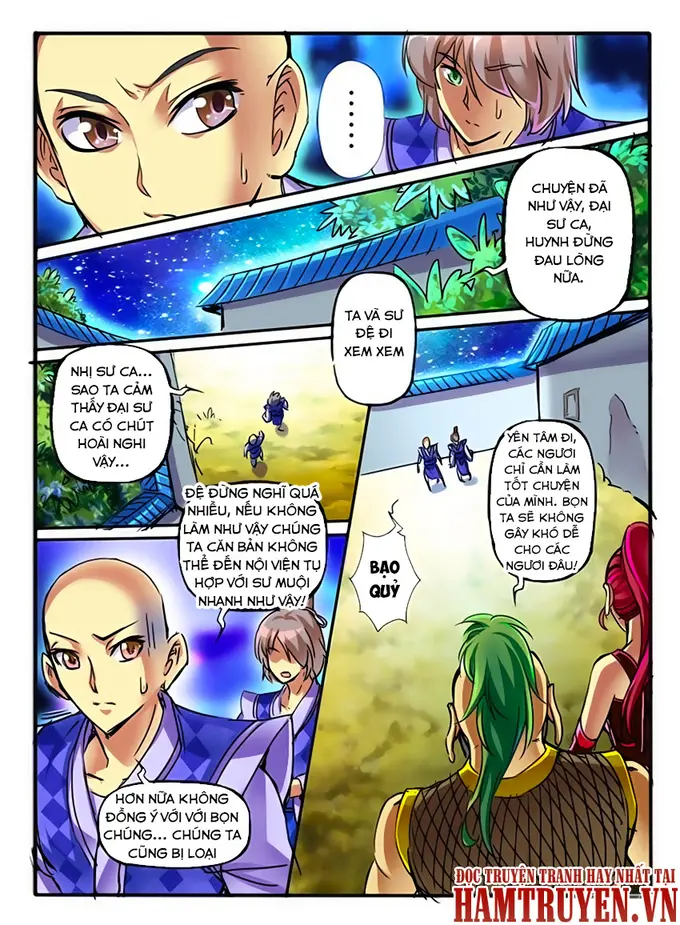 ......
CHUYỆN ĐÃ
NHƯ VẬY, ĐẠI
SƯ CA,
HUYNH ĐỪNG
ĐAU LÒNG
NỮA.
TA VÃ SƯ
ĐỆ ĐI
XEM XEM
NHỊ SƯ CA...
SAO TA CẢM
THẤY ĐẠI SƯ
CA CÓ CHÚT
HOÀI NGHI
VẬY...
YÊN TÂM ĐI,
CÁC NGƯƠI
CHỈ CẦN LÀM
TỐT CHUYỆN
CỦA MÌNH. BỌN
TA SẼ KHÔNG
GÂY KHÓ DỄ
CHO CÁC
NGƯƠI ĐÂU!
ĐỆ ĐỪNG NGHĨ QUÁ
NHIỀU, NẾU KHÔNG
LÀM NHƯ VẬY CHÚNG
TA CĂN BẢN KHÔNG
THỂ ĐẾN NỘI VIỆN TỤ
HỢP VỚI SƯ MUỘI
NHANH NHƯ VẬY!
BẠO
QUỶ
HƠN NỮA KHÔNG
ĐỒNG Ý VỚI VỚI BỌN
CHÚNG... CHÚNG TA
CŨNG BỊ LOẠI
ĐỌC TRUYỆN TRANH HAY NHẤT TẠI
HAMTRUYEN.VN